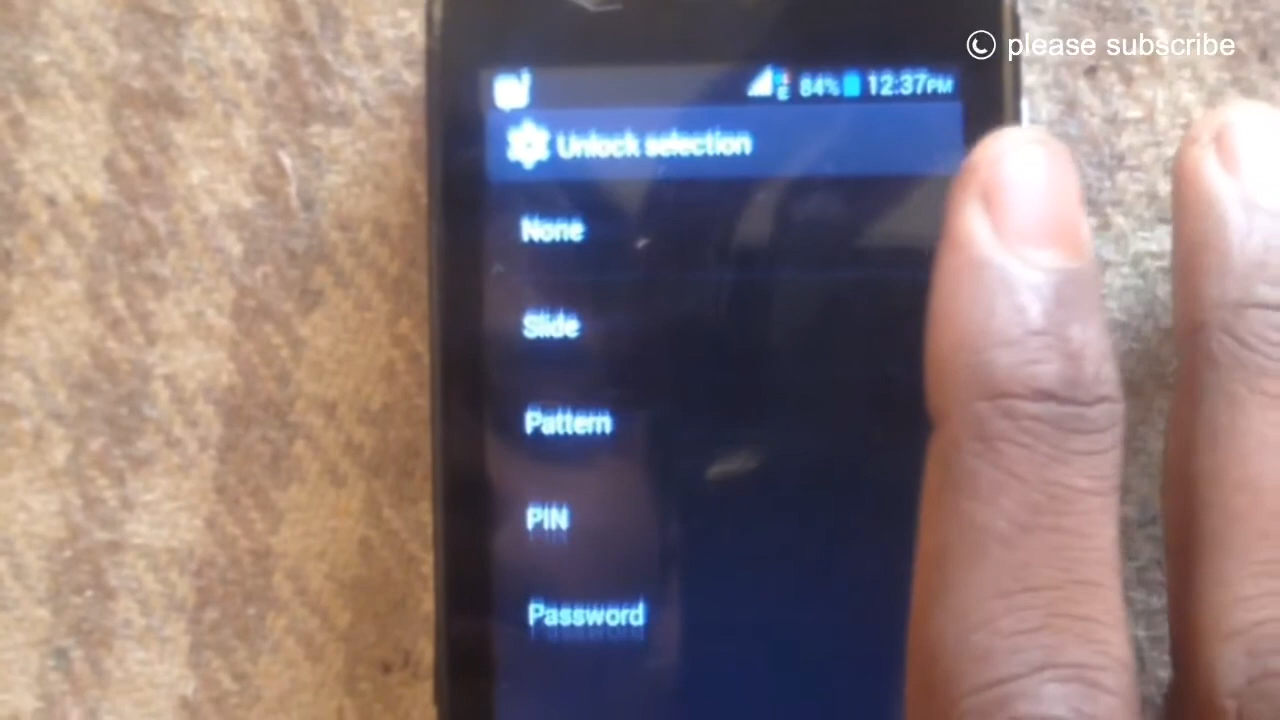 please subscribe
E 84% 12:37PM
Unlock selection
None
Slide
Pattern
PIN
Password